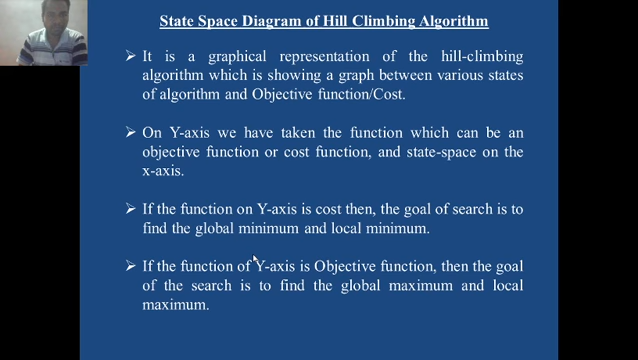 State Space Diagram of Hill Climbing Algorithm
➢ It is a graphical representation of the hill-climbing
algorithm which is showing a graph between various states
of algorithm and Objective function/Cost.
➢ On Y-axis we have taken the function which can be an
objective function or cost function, and state-space on the
x-axis.
➢ If the function on Y-axis is cost then, the goal of search is to
find the global minimum and local minimum.
➢ If the function of Y-axis is Objective function, then the goal
of the search is to find the global maximum and local
maximum.